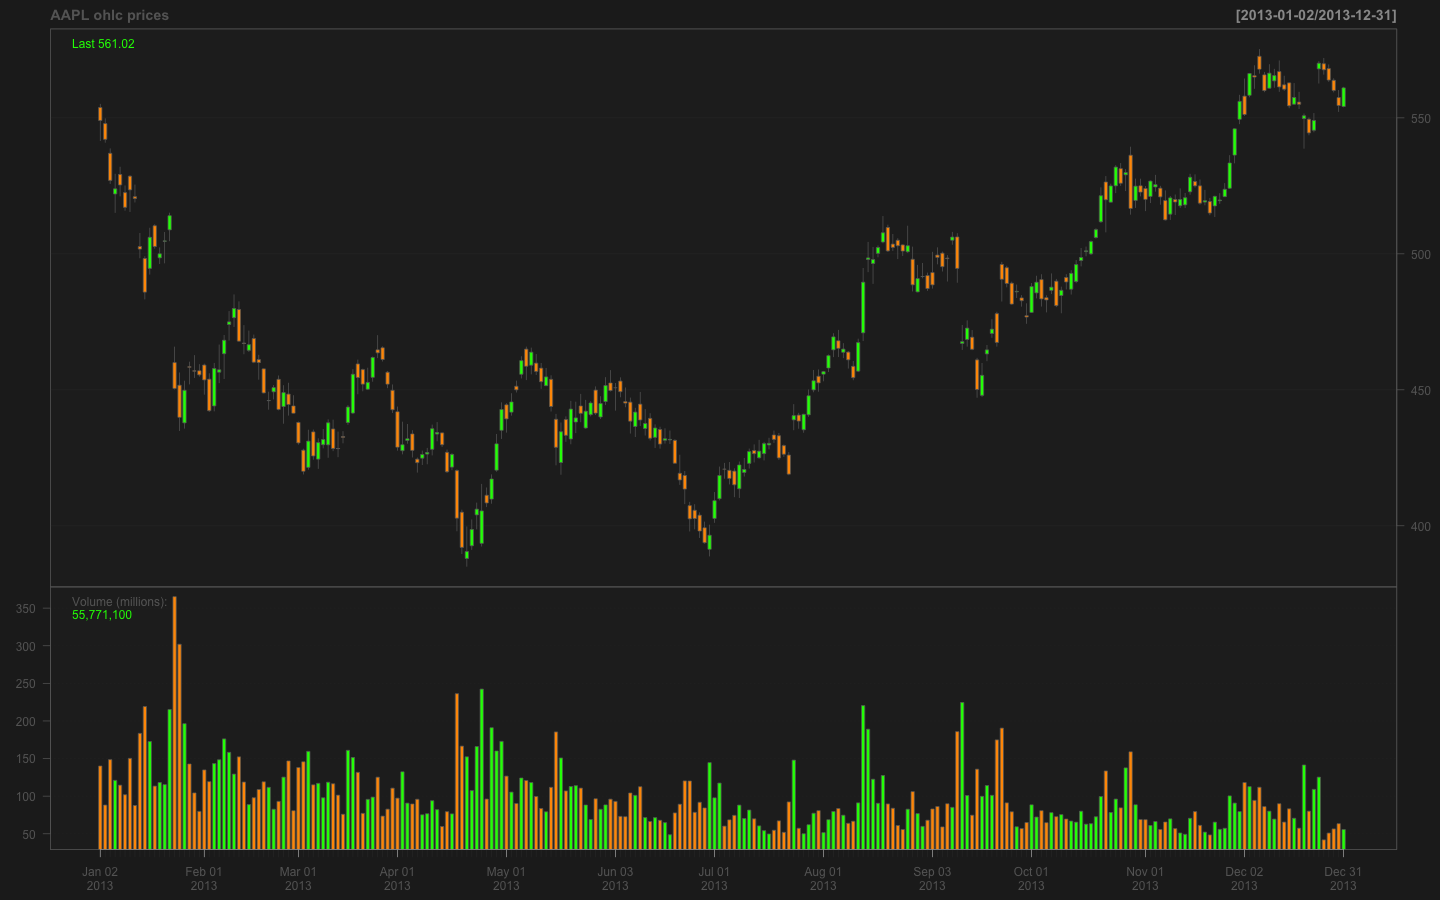 AAPL ohlc prices [2013-01-02/2013-12-31]
Last 561.02
550
500
450
400
Volume (millions):
55,771,100
350
300
250
200
150
100
50
Jan 02 Feb 01 Mar 01 Apr 01 May 01 Jun 03 Jul 01 Aug 01 Sep 03 Oct 01 Nov 01 Dec 02 Dec 31
2013 2013 2013 2013 2013 2013 2013 2013 2013 2013 2013 2013 2013